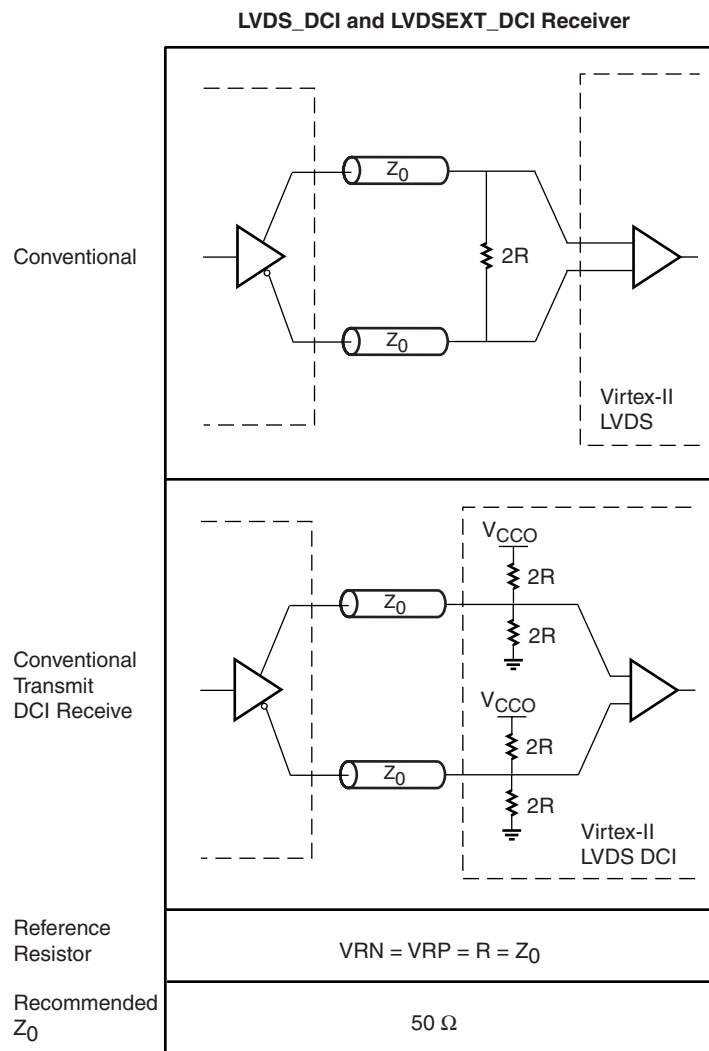 LVDS_DCI and LVDSEXT_DCI Receiver
Conventional
Z0
2R
Z0
Virtex-II
LVDS
Conventional
Transmit
DCI Receive
VCCO
2R
Z0
2R
VCCO
2R
Z0
2R
Virtex-II
LVDS DCI
Reference
Resistor
VRN = VRP = R = Z0
Recommended
Z0
50 Ω